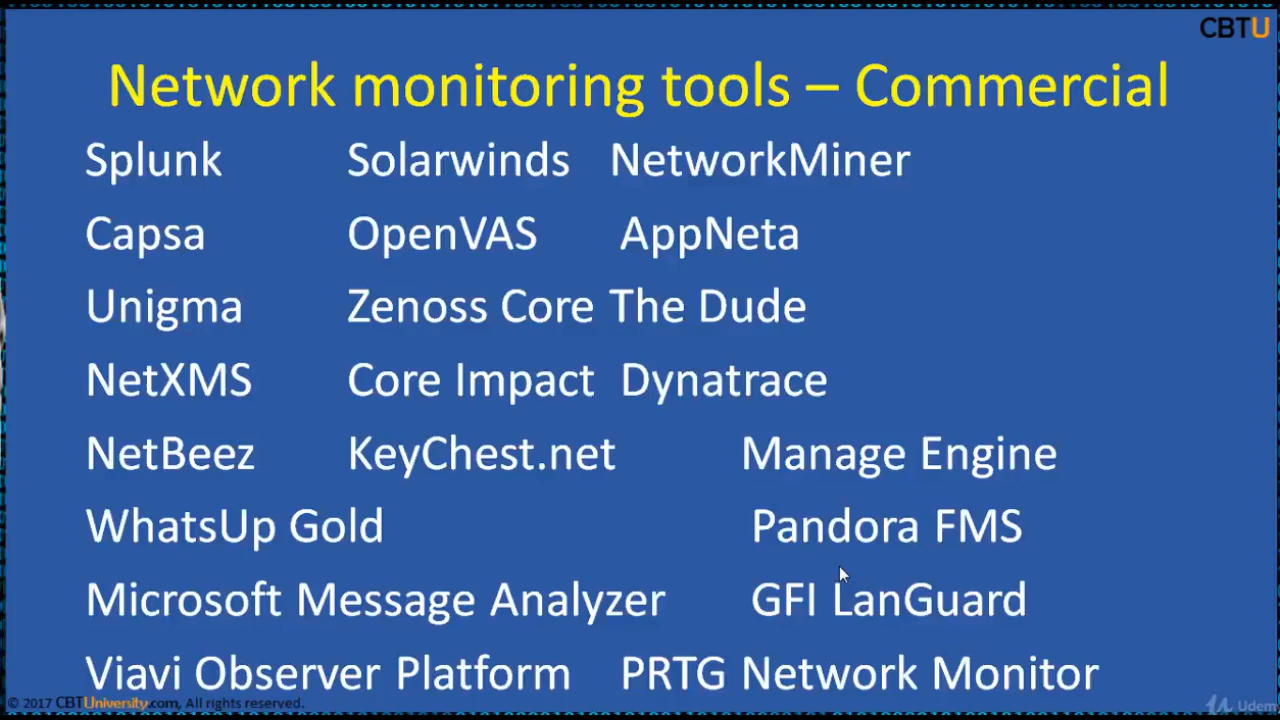 CBTU
Network monitoring tools – Commercial
Splunk Solarwinds NetworkMiner
Capsa OpenVAS AppNeta
Unigma Zenoss Core The Dude
NetXMS Core Impact Dynatrace
NetBeez KeyChest.net Manage Engine
WhatsUp Gold Pandora FMS
Microsoft Message Analyzer GFI LanGuard
Viavi Observer Platform PRTG Network Monitor
© 2017 CBTUniversity.com, All rights reserved.
Udemy